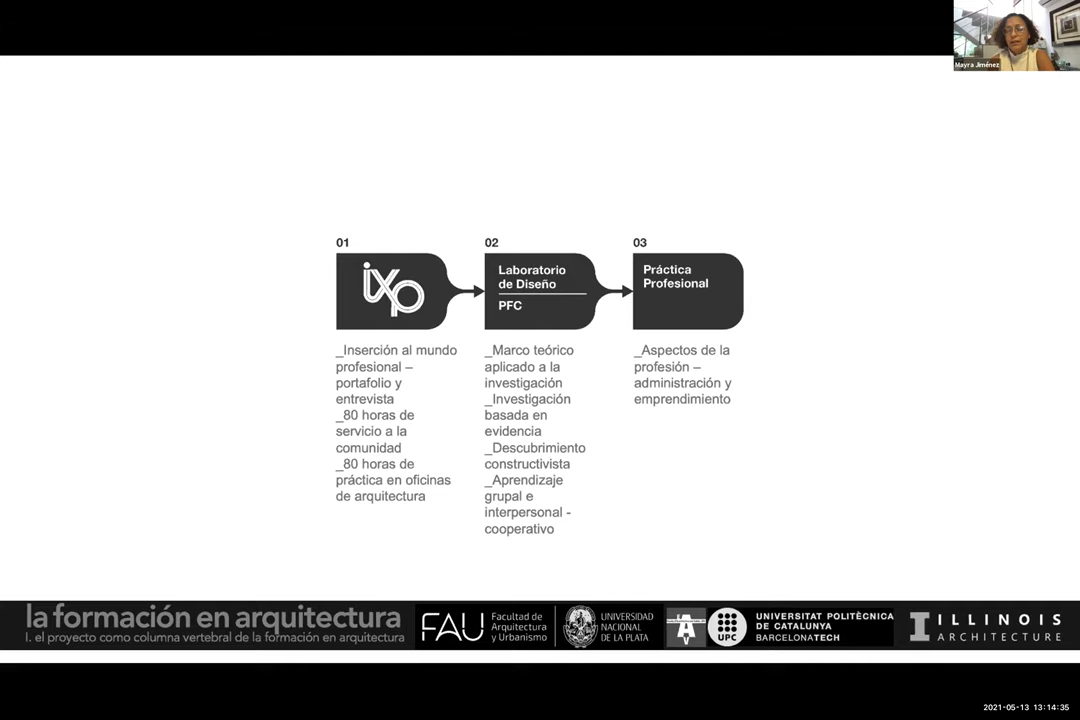 Mayra Jiménez
01
ixp
_Inserción al mundo
profesional –
portafolio y
entrevista
_80 horas de
servicio a la
comunidad
_80 horas de
práctica en oficinas
de arquitectura
02
Laboratorio
de Diseño
PFC
_Marco teórico
aplicado a la
investigación
_Investigación
basada en
evidencia
_Descubrimiento
constructivista
_Aprendizaje
grupal e
interpersonal -
cooperativo
03
Práctica
Profesional
_Aspectos de la
profesión –
administración y
emprendimiento
la formación en arquitectura
I. el proyecto como columna vertebral de la formación en arquitectura
FAU
Facultad de
Arquitectura
y Urbanismo
UNIVERSIDAD
NACIONAL
DE LA PLATA
UPC
UNIVERSITAT POLITÈCNICA
DE CATALUNYA
BARCELONATECH
ILLINOIS
ARCHITECTURE
2021-05-13 13:14:35